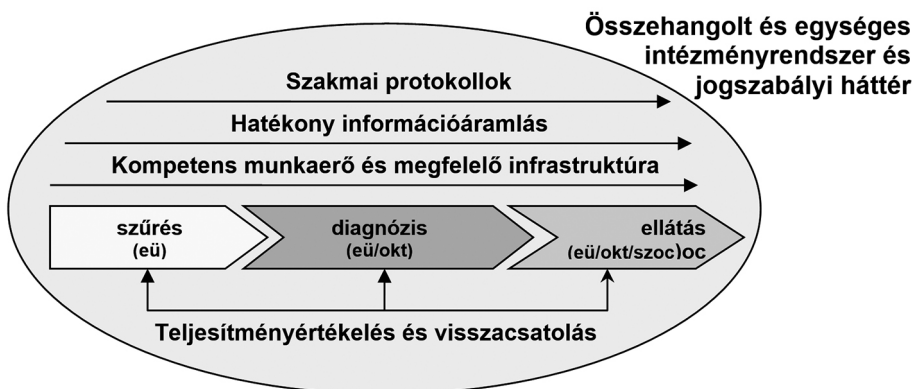 Összehangolt és egységes
intézményrendszer és
jogszabályi háttér
Szakmai protokollok
Hatékony információáramlás
Kompetens munkaerő és megfelelő infrastruktúra
szűrés
(eü)
diagnózis
(eü/okt)
ellátás
(eü/okt/szoc)oc
Teljesítményértékelés és visszacsatolás